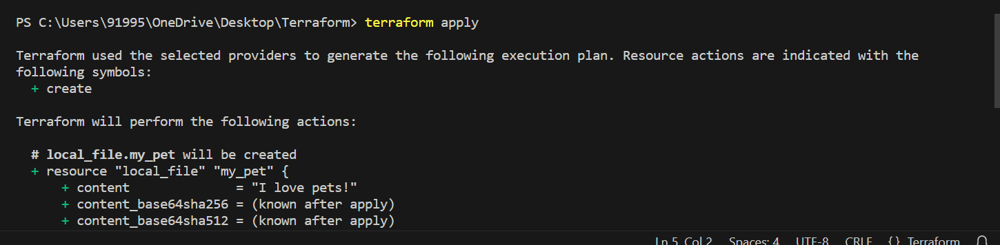 PS C:\Users\91995\OneDrive\Desktop\Terraform> terraform apply
Terraform used the selected providers to generate the following execution plan. Resource actions are indicated with the
following symbols:
+ create
Terraform will perform the following actions:
# local_file.my_pet will be created
+ resource "local_file" "my_pet" {
+ content = "I love pets!"
+ content_base64sha256 = (known after apply)
+ content_base64sha512 = (known after apply)
Ln 5, Col 2 Spaces: 4 UTF-8 CRLF {} Terraform